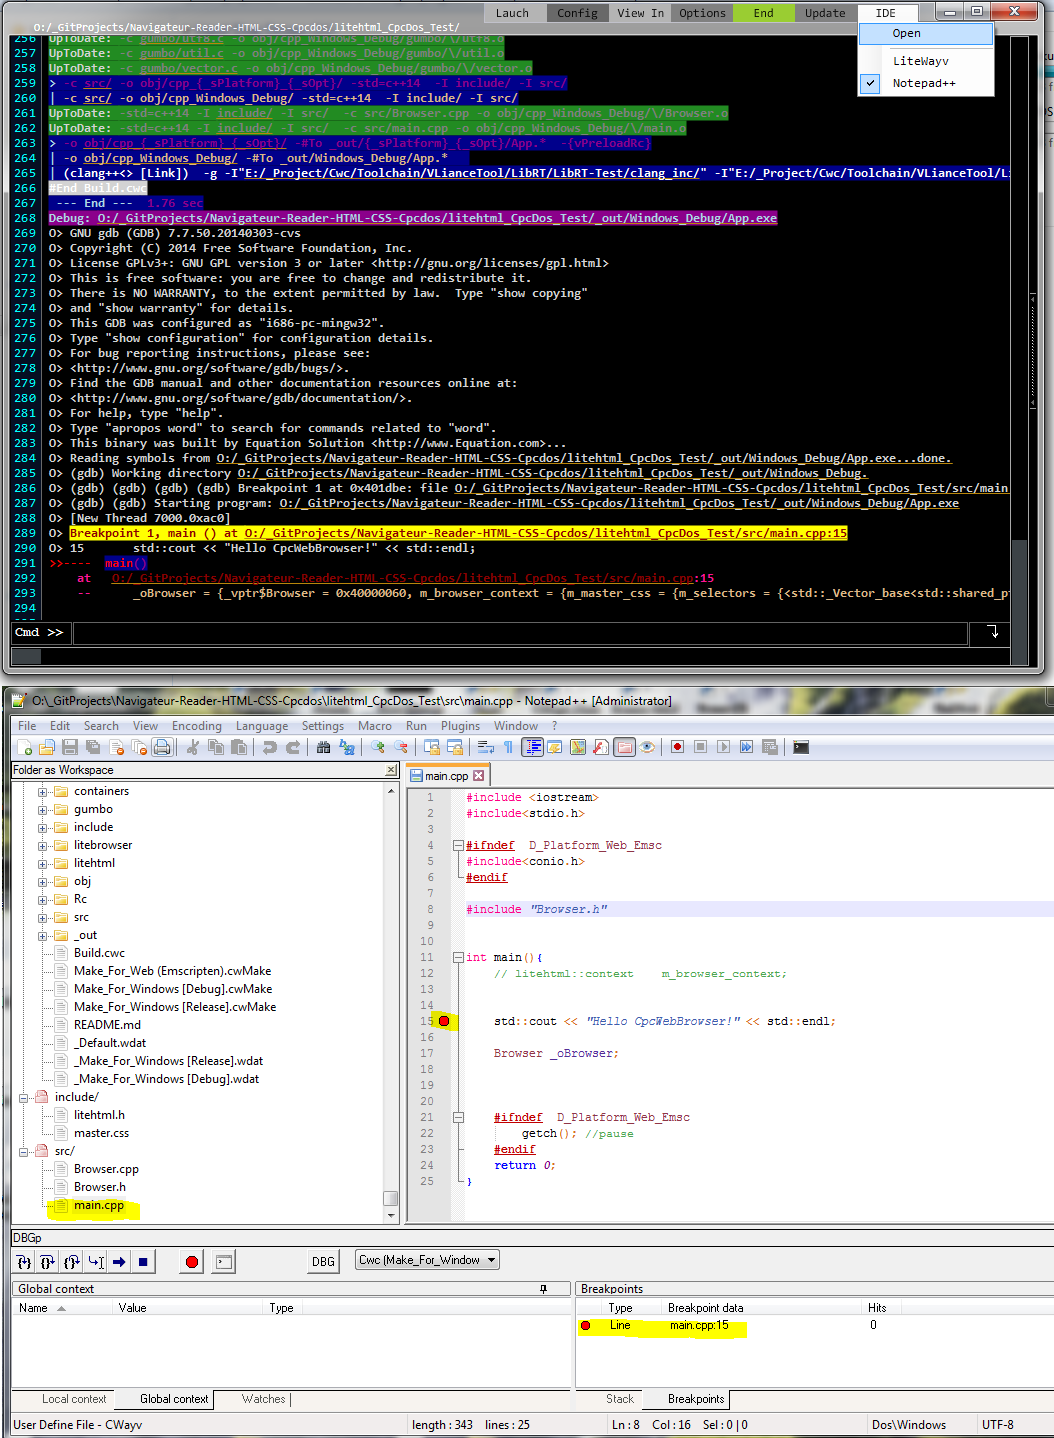 Lauch Config View In Options End Update IDE
O:/_GitProjects/Navigateur-Reader-HTML-CSS-Cpcdos/litehtml_CpcDos_Test/
Open
LiteWayv
Notepad++
256 UpToDate: -c gumbo/utf8.c -o obj/cpp_Windows_Debug/gumbo/\/utf8.o
257 UpToDate: -c gumbo/util.c -o obj/cpp_Windows_Debug/gumbo/\/util.o
258 UpToDate: -c gumbo/vector.c -o obj/cpp_Windows_Debug/gumbo/\/vector.o
259 > -c src/ -o obj/cpp_{_sPlatform}_{_sOpt}/ -std=c++14 -I include/ -I src/
260 | -c src/ -o obj/cpp_Windows_Debug/ -std=c++14 -I include/ -I src/
261 UpToDate: -std=c++14 -I include/ -I src/ -c src/Browser.cpp -o obj/cpp_Windows_Debug/\/Browser.o
262 UpToDate: -std=c++14 -I include/ -I src/ -c src/main.cpp -o obj/cpp_Windows_Debug/\/main.o
263 > -o obj/cpp_{_sPlatform}_{_sOpt}/ -#To _out/{_sPlatform}_{_sOpt}/App.* -{vPreloadRc}
264 | -o obj/cpp_Windows_Debug/ -#To _out/Windows_Debug/App.*
265 | (clang++<> [Link]) -g -I"E:/_Project/Cwc/Toolchain/VLianceTool/LibRT/LibRT-Test/clang_inc/" -I"E:/_Project/Cwc/Toolchain/VLianceTool/Li
266 #End Build.cwc
267 --- End --- 1.76 sec
268 Debug: O:/_GitProjects/Navigateur-Reader-HTML-CSS-Cpcdos/litehtml_CpcDos_Test/_out/Windows_Debug/App.exe
269 O> GNU gdb (GDB) 7.7.50.20140303-cvs
270 O> Copyright (C) 2014 Free Software Foundation, Inc.
271 O> License GPLv3+: GNU GPL version 3 or later <http://gnu.org/licenses/gpl.html>
272 O> This is free software: you are free to change and redistribute it.
273 O> There is NO WARRANTY, to the extent permitted by law. Type "show copying"
274 O> and "show warranty" for details.
275 O> This GDB was configured as "i686-pc-mingw32".
276 O> Type "show configuration" for configuration details.
277 O> For bug reporting instructions, please see:
278 O> <http://www.gnu.org/software/gdb/bugs/>.
279 O> Find the GDB manual and other documentation resources online at:
280 O> <http://www.gnu.org/software/gdb/documentation/>.
281 O> For help, type "help".
282 O> Type "apropos word" to search for commands related to "word".
283 O> This binary was built by Equation Solution <http://www.Equation.com>...
284 O> Reading symbols from O:/_GitProjects/Navigateur-Reader-HTML-CSS-Cpcdos/litehtml_CpcDos_Test/_out/Windows_Debug/App.exe...done.
285 O> (gdb) Working directory O:/_GitProjects/Navigateur-Reader-HTML-CSS-Cpcdos/litehtml_CpcDos_Test/_out/Windows_Debug.
286 O> (gdb) (gdb) (gdb) (gdb) Breakpoint 1 at 0x401dbe: file O:/_GitProjects/Navigateur-Reader-HTML-CSS-Cpcdos/litehtml_CpcDos_Test/src/main
287 O> (gdb) (gdb) Starting program: O:/_GitProjects/Navigateur-Reader-HTML-CSS-Cpcdos/litehtml_CpcDos_Test/_out/Windows_Debug/App.exe
288 O> [New Thread 7000.0xac0]
289 O> Breakpoint 1, main () at O:/_GitProjects/Navigateur-Reader-HTML-CSS-Cpcdos/litehtml_CpcDos_Test/src/main.cpp:15
290 O> 15 std::cout << "Hello CpcWebBrowser!" << std::endl;
291 >>---- main()
292 at O:/_GitProjects/Navigateur-Reader-HTML-CSS-Cpcdos/litehtml_CpcDos_Test/src/main.cpp:15
293 -- _oBrowser = {_vptr$Browser = 0x40000060, m_browser_context = {m_master_css = {m_selectors = {<std::_Vector_base<std::shared_p
294
Cmd >>
O:\_GitProjects\Navigateur-Reader-HTML-CSS-Cpcdos\litehtml_CpcDos_Test\src\main.cpp - Notepad++ [Administrator]
File Edit Search View Encoding Language Settings Macro Run Plugins Window ?
Folder as Workspace
containers
gumbo
include
litebrowser
litehtml
obj
Rc
src
_out
Build.cwc
Make_For_Web (Emscripten).cwMake
Make_For_Windows [Debug].cwMake
Make_For_Windows [Release].cwMake
README.md
_Default.wdat
_Make_For_Windows [Release].wdat
_Make_For_Windows [Debug].wdat
include/
litehtml.h
master.css
src/
Browser.cpp
Browser.h
main.cpp
main.cpp
1 #include <iostream>
2 #include<stdio.h>
3
4 #ifndef D_Platform_Web_Emsc
5 #include<conio.h>
6 #endif
7
8 #include "Browser.h"
9
10
11 int main(){
12 // litehtml::context m_browser_context;
13
14
15 std::cout << "Hello CpcWebBrowser!" << std::endl;
16
17 Browser _oBrowser;
18
19
20
21 #ifndef D_Platform_Web_Emsc
22 getch(); //pause
23 #endif
24 return 0;
25 }
DBGp
DBG Cwc (Make_For_Window
Global context
Name Value Type
Local context Global context Watches
Breakpoints
Type Breakpoint data Hits
Line main.cpp:15 0
Stack Breakpoints
User Define File - CWayv length : 343 lines : 25 Ln : 8 Col : 16 Sel : 0 | 0 Dos\Windows UTF-8